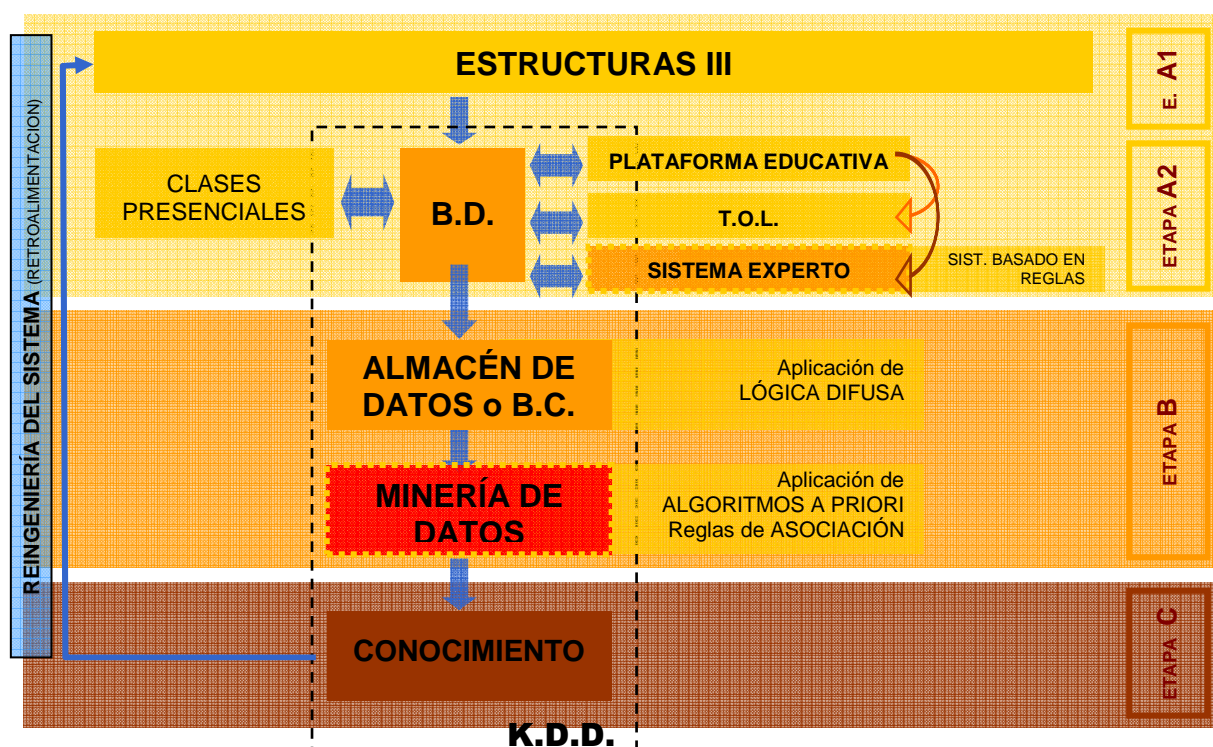 ESTRUCTURAS III
E. A1
REINGENIERÍA DEL SISTEMA (RETROALIMENTACION)
CLASES
PRESENCIALES
B.D.
PLATAFORMA EDUCATIVA
T.O.L.
SISTEMA EXPERTO
SIST. BASADO EN
REGLAS
ETAPA A2
ALMACÉN DE
DATOS o B.C.
Aplicación de
LÓGICA DIFUSA
MINERÍA DE
DATOS
Aplicación de
ALGORITMOS A PRIORI
Reglas de ASOCIACIÓN
ETAPA B
CONOCIMIENTO
ETAPA C
K.D.D.